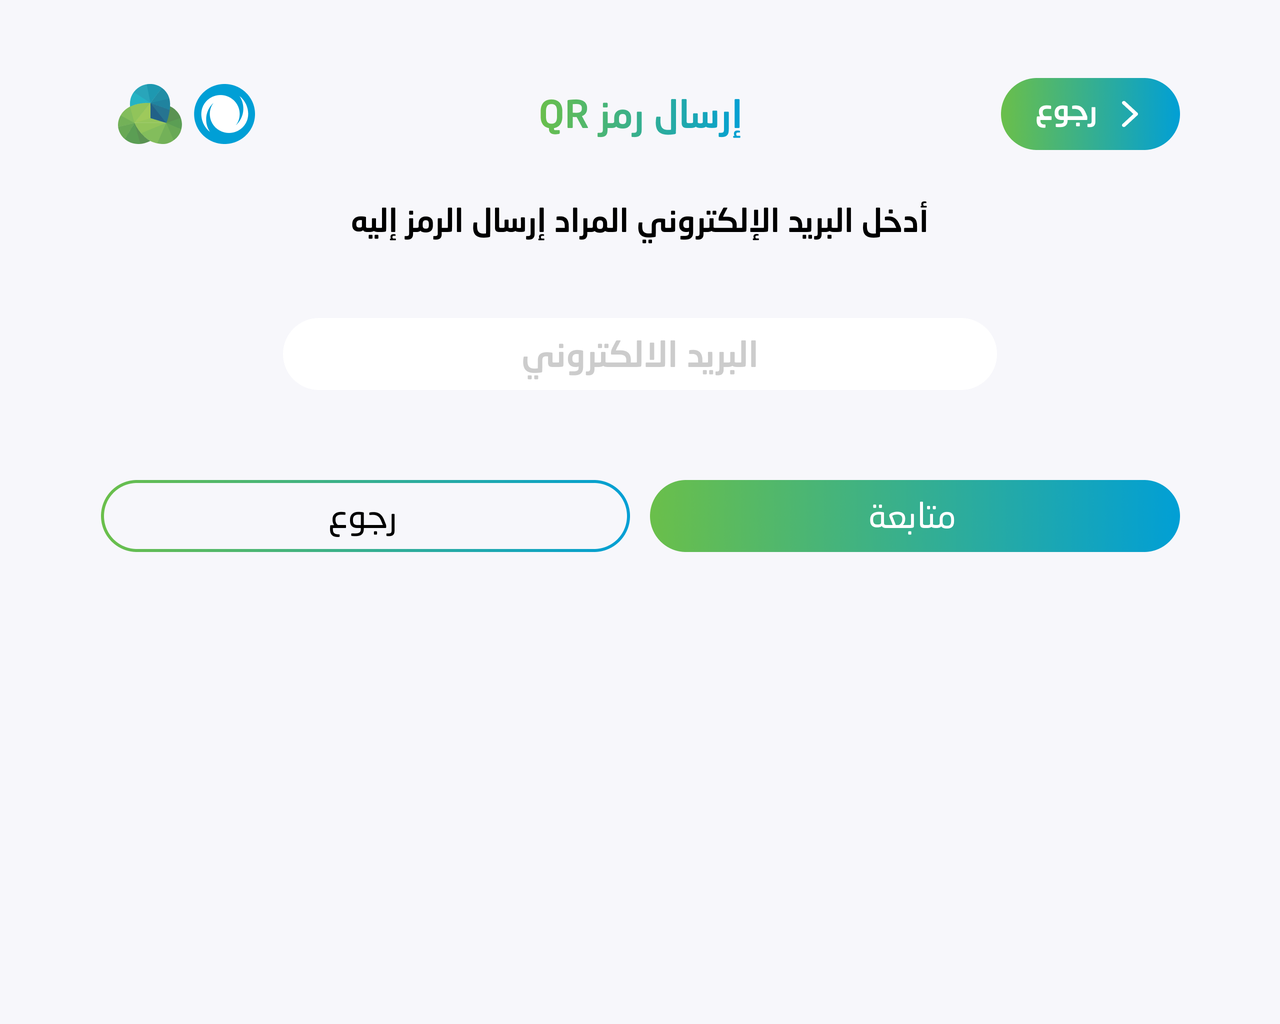 رجوع
إرسال رمز QR
أدخل البريد الإلكتروني المراد إرسال الرمز إليه
البريد الالكتروني
متابعة
رجوع